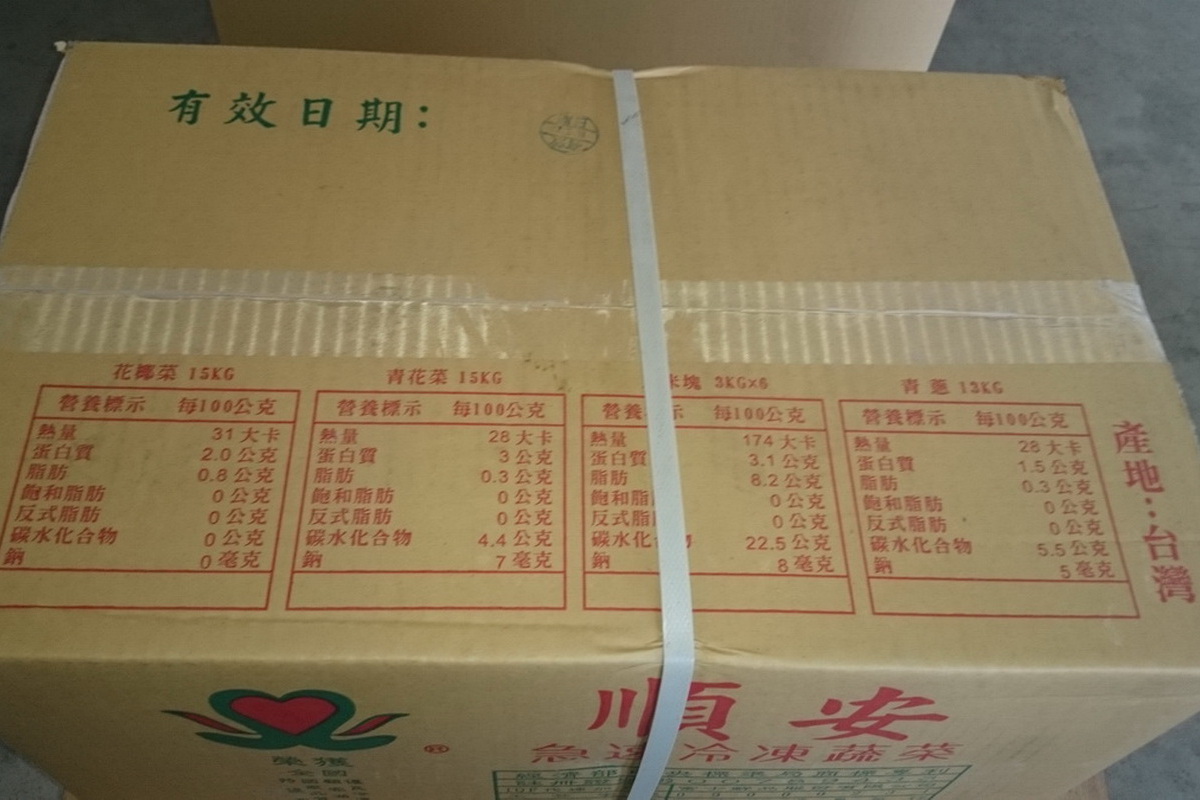 有效日期：
花椰菜 15KG
營養標示 每100公克
熱量 31 大卡
蛋白質 2.0 公克
脂肪 0.8 公克
飽和脂肪 0 公克
反式脂肪 0 公克
碳水化合物 0 公克
鈉 0 毫克
青花菜 15KG
營養標示 每100公克
熱量 28 大卡
蛋白質 3 公克
脂肪 0.3 公克
飽和脂肪 0 公克
反式脂肪 0 公克
碳水化合物 4.4 公克
鈉 7 毫克
塊 3KG×6
營養 每100公克
熱量 174 大卡
蛋白質 3.1 公克
脂肪 8.2 公克
飽和脂 0 公克
反式脂 0 公克
碳水化合物 22.5 公克
鈉 8 毫克
青蔥 13KG
營養標示 每100公克
熱量 28 大卡
蛋白質 1.5 公克
脂肪 0.3 公克
飽和脂肪 0 公克
反式脂肪 0 公克
碳水化合物 5.5 公克
鈉 5 毫克
產地：台灣
®
順安
急速冷凍蔬菜
榮獲
全國